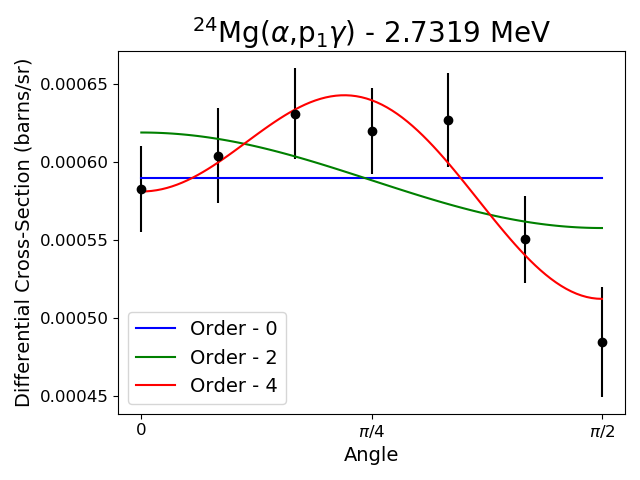 ²⁴Mg(α,p₁γ) - 2.7319 MeV
Differential Cross-Section (barns/sr)
0.00065
0.00060
0.00055
0.00050
0.00045
Order - 0
Order - 2
Order - 4
0
π/4
π/2
Angle